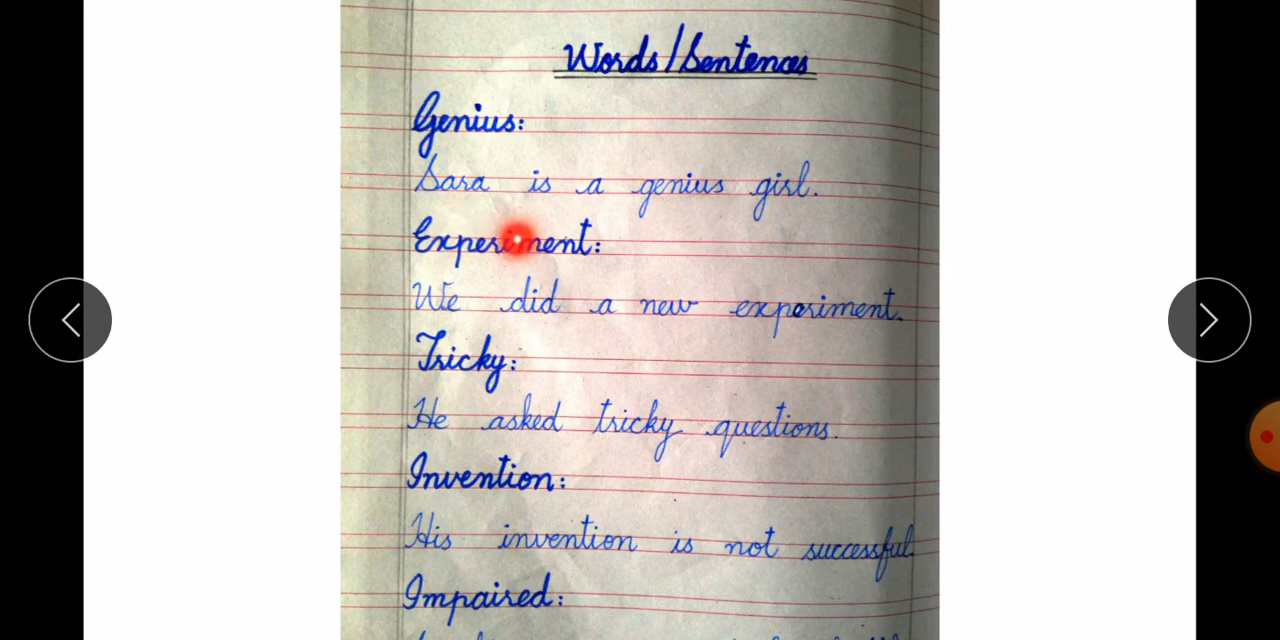 Words/Sentences
Genius:
Sara is a genius girl.
Experiment:
We did a new experiment.
Tricky:
He asked tricky questions.
Invention:
His invention is not successful.
Impaired: